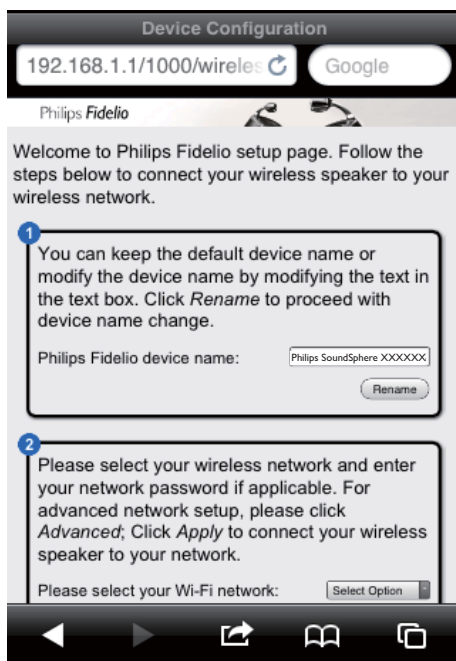 Device Configuration
192.168.1.1/1000/wireles
Google
Philips Fidelio
Welcome to Philips Fidelio setup page. Follow the
steps below to connect your wireless speaker to your
wireless network.
1
You can keep the default device name or
modify the device name by modifying the text in
the text box. Click Rename to proceed with
device name change.
Philips Fidelio device name:
Philips SoundSphere XXXXXX
Rename
2
Please select your wireless network and enter
your network password if applicable. For
advanced network setup, please click
Advanced; Click Apply to connect your wireless
speaker to your network.
Please select your Wi-Fi network:
Select Option